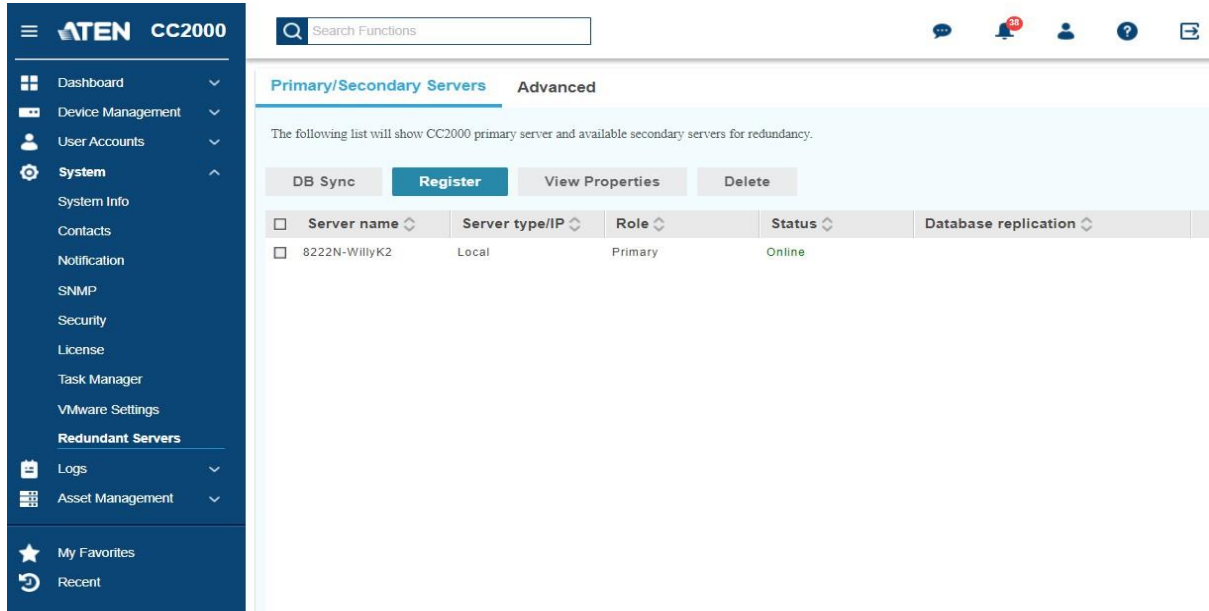 ATEN CC2000
Search Functions
38
Dashboard
Device Management
User Accounts
System
System Info
Contacts
Notification
SNMP
Security
License
Task Manager
VMware Settings
Redundant Servers
Logs
Asset Management
My Favorites
Recent
Primary/Secondary Servers Advanced
The following list will show CC2000 primary server and available secondary servers for redundancy.
DB Sync Register View Properties Delete
Server name Server type/IP Role Status Database replication
8222N-WillyK2 Local Primary Online